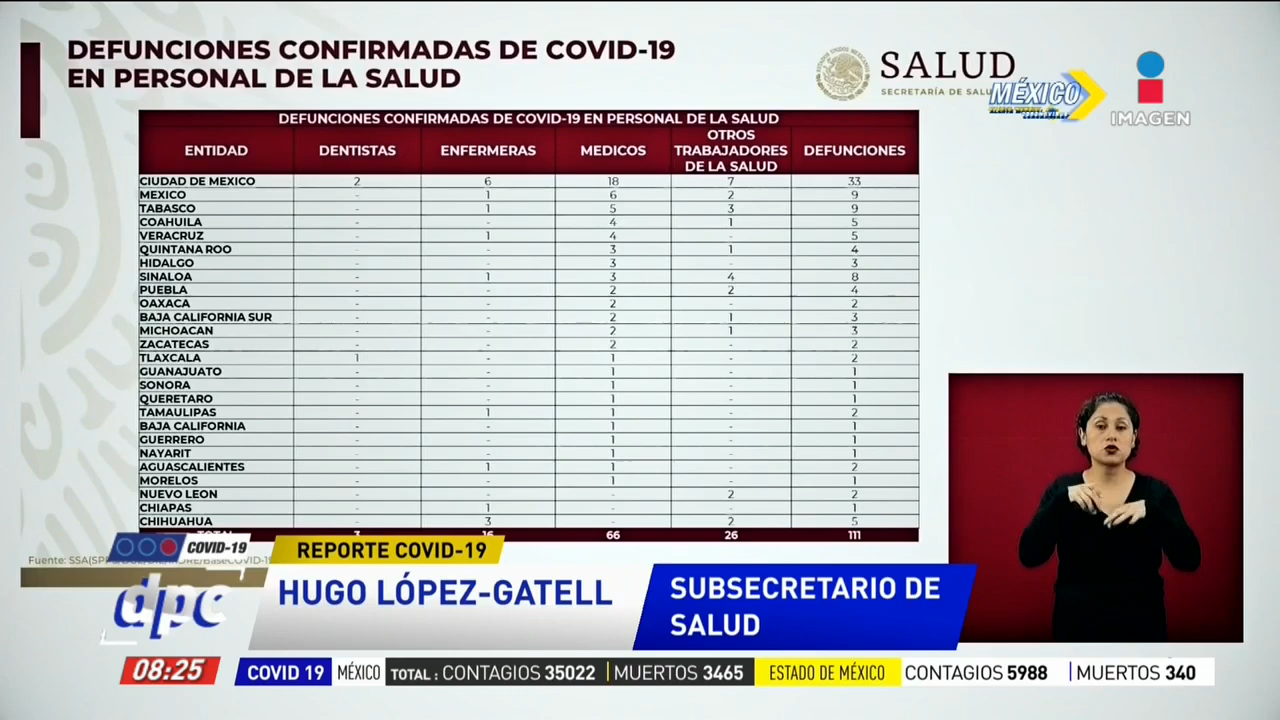 DEFUNCIONES CONFIRMADAS DE COVID-19
EN PERSONAL DE LA SALUD
SALUD
SECRETARÍA DE SALU
MÉXICO
IMAGEN
DEFUNCIONES CONFIRMADAS DE COVID-19 EN PERSONAL DE LA SALUD
ENTIDAD DENTISTAS ENFERMERAS MEDICOS OTROS TRABAJADORES DE LA SALUD DEFUNCIONES
CIUDAD DE MEXICO 2 6 18 7 33
MEXICO - 1 6 2 9
TABASCO - 1 5 3 9
COAHUILA - - 4 1 5
VERACRUZ - 1 4 - 5
QUINTANA ROO - - 3 1 4
HIDALGO - - 3 - 3
SINALOA - 1 3 4 8
PUEBLA - - 2 2 4
OAXACA - - 2 - 2
BAJA CALIFORNIA SUR - - 2 1 3
MICHOACAN - - 2 1 3
ZACATECAS - - 2 - 2
TLAXCALA 1 - 1 - 2
GUANAJUATO - - 1 - 1
SONORA - - 1 - 1
QUERETARO - - 1 - 1
TAMAULIPAS - 1 1 - 2
BAJA CALIFORNIA - - 1 - 1
GUERRERO - - 1 - 1
NAYARIT - - 1 - 1
AGUASCALIENTES - 1 1 - 2
MORELOS - - 1 - 1
NUEVO LEON - - - 2 2
CHIAPAS - 1 - - 1
CHIHUAHUA - 3 - 2 5
TOTAL 3 16 66 26 111
Fuente:
COVID-19
REPORTE COVID-19
dpc
HUGO LÓPEZ-GATELL
SUBSECRETARIO DE
SALUD
08:25 COVID 19 MÉXICO TOTAL : CONTAGIOS 35022 MUERTOS 3465 ESTADO DE MÉXICO CONTAGIOS 5988 MUERTOS 340